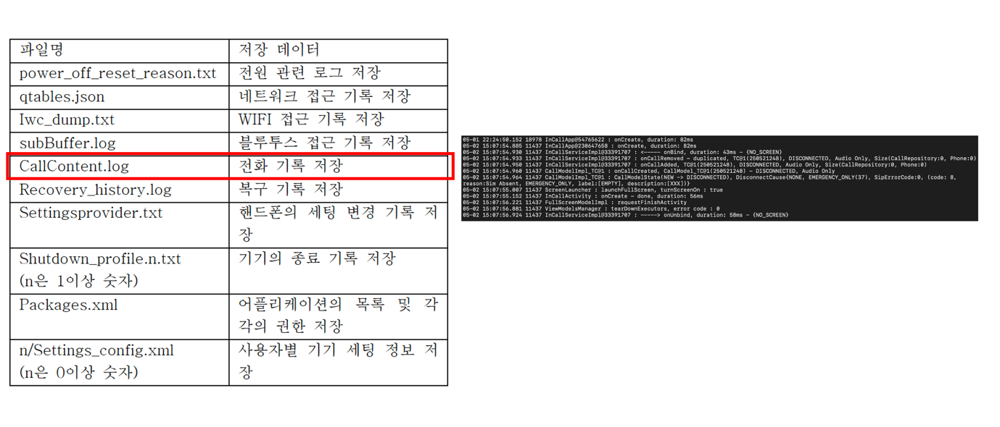 파일명 저장 데이터
power_off_reset_reason.txt 전원 관련 로그 저장
qtables.json 네트워크 접근 기록 저장
Iwc_dump.txt WIFI 접근 기록 저장
subBuffer.log 블루투스 접근 기록 저장
CallContent.log 전화 기록 저장
Recovery_history.log 복구 기록 저장
Settingsprovider.txt 핸드폰의 세팅 변경 기록 저
장
Shutdown_profile.n.txt 기기의 종료 기록 저장
(n은 1이상 숫자)
Packages.xml 어플리케이션의 목록 및 각
각의 권한 저장
n/Settings_config.xml 사용자별 기기 세팅 정보 저
(n은 0이상 숫자) 장
05-01 22:24:50.152 18978 InCallApp@54765622 : onCreate, duration: 82ms
05-02 15:07:54.885 11437 InCallApp@230647658 : onCreate, duration: 82ms
05-02 15:07:54.930 11437 InCallServiceImpl@33391707 : <----- onBind, duration: 43ms - {NO_SCREEN}
05-02 15:07:54.933 11437 InCallServiceImpl@33391707 : onCallRemoved - duplicated, TC@1(250521248), DISCONNECTED, Audio Only, Size(CallRepository:0, Phone:0)
05-02 15:07:54.950 11437 InCallServiceImpl@33391707 : onCallAdded, TC@1(250521248), DISCONNECTED, Audio Only, Size(CallRepository:0, Phone:0)
05-02 15:07:54.960 11437 CallModelImpl_TC@1 : onCallCreated, CallModel_TC@1(250521248) - DISCONNECTED, Audio Only
05-02 15:07:54.964 11437 CallModelImpl_TC@1 : CallModelState(NEW -> DISCONNECTED), DisconnectCause{NONE, EMERGENCY_ONLY(37), SipErrorCode:0, (code: 8,
reason:Sim Absent, EMERGENCY_ONLY, label:[EMPTY], description:[XXX])}
05-02 15:07:55.007 11437 ScreenLauncher : launchFullScreen, turnScreenOn : true
05-02 15:07:55.152 11437 InCallActivity : onCreate - done, duration: 56ms
05-02 15:07:56.221 11437 FullScreenModelImpl : requestFinishActivity
05-02 15:07:56.881 11437 ViewModelsManager : tearDownExecutors, error code : 0
05-02 15:07:56.924 11437 InCallServiceImpl@33391707 : -----> onUnbind, duration: 58ms - {NO_SCREEN}